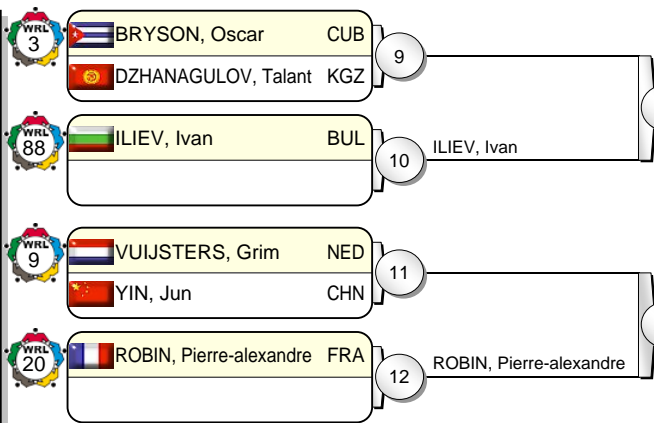 WRL
3
BRYSON, Oscar CUB
DZHANAGULOV, Talant KGZ
9
WRL
88
ILIEV, Ivan BUL
10
ILIEV, Ivan
WRL
9
VUIJSTERS, Grim NED
YIN, Jun CHN
11
WRL
20
ROBIN, Pierre-alexandre FRA
12
ROBIN, Pierre-alexandre